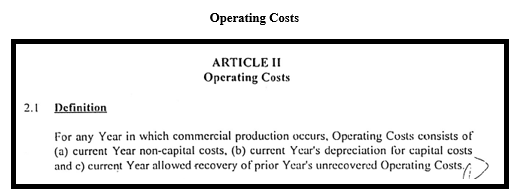 Operating Costs
ARTICLE II
Operating Costs
2.1 Definition
For any Year in which commercial production occurs, Operating Costs consists of
(a) current Year non-capital costs, (b) current Year's depreciation for capital costs
and c) current Year allowed recovery of prior Year's unrecovered Operating Costs.